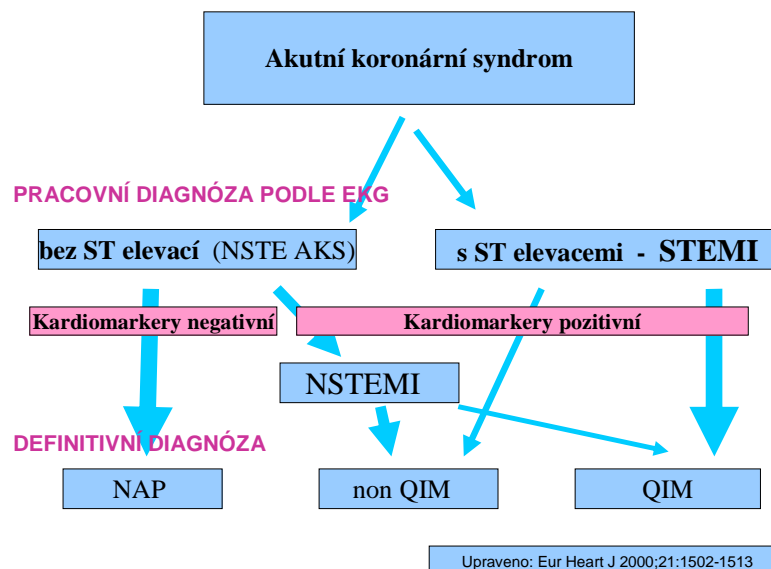 Akutní koronární syndrom
PRACOVNÍ DIAGNÓZA PODLE EKG
bez ST elevací (NSTE AKS)
s ST elevacemi - STEMI
Kardiomarkery negativní
Kardiomarkery pozitivní
NSTEMI
DEFINITIVNÍ DIAGNÓZA
NAP
non QIM
QIM
Upraveno: Eur Heart J 2000;21:1502-1513